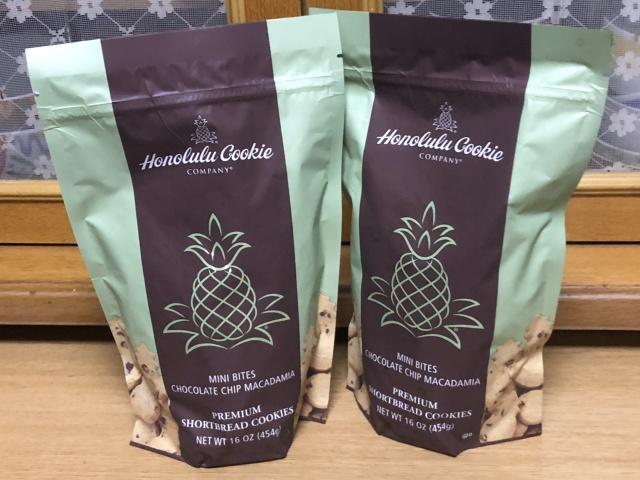 Honolulu Cookie
COMPANY®
MINI BITES
CHOCOLATE CHIP MACADAMIA
PREMIUM
SHORTBREAD COOKIES
NET WT 16 OZ (454g)
Honolulu Cookie
COMPANY®
MINI BITES
CHOCOLATE CHIP MACADAMIA
PREMIUM
SHORTBREAD COOKIES
NET WT 16 OZ (454g)